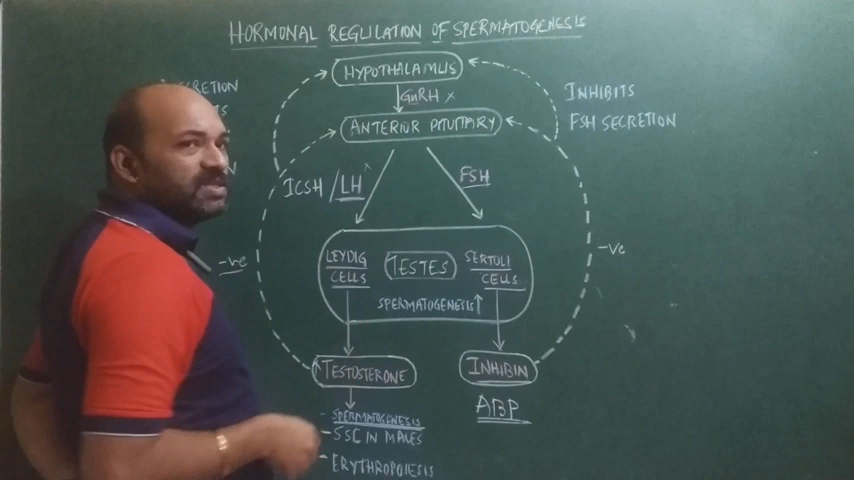 HORMONAL REGULATION OF SPERMATOGENESIS
HYPOTHALAMUS
GnRH x
ANTERIOR PITUITARY
INHIBITS
FSH SECRETION
ICSH / LH x
FSH
-ve
-ve
LEYDIG CELLS
TESTES
SERTOLI CELLS
SPERMATOGENESIS ↑
↑ TESTOSTERONE
INHIBIN
ABP
- SPERMATOGENESIS
- SSC IN MALES
- ERYTHROPOIESIS